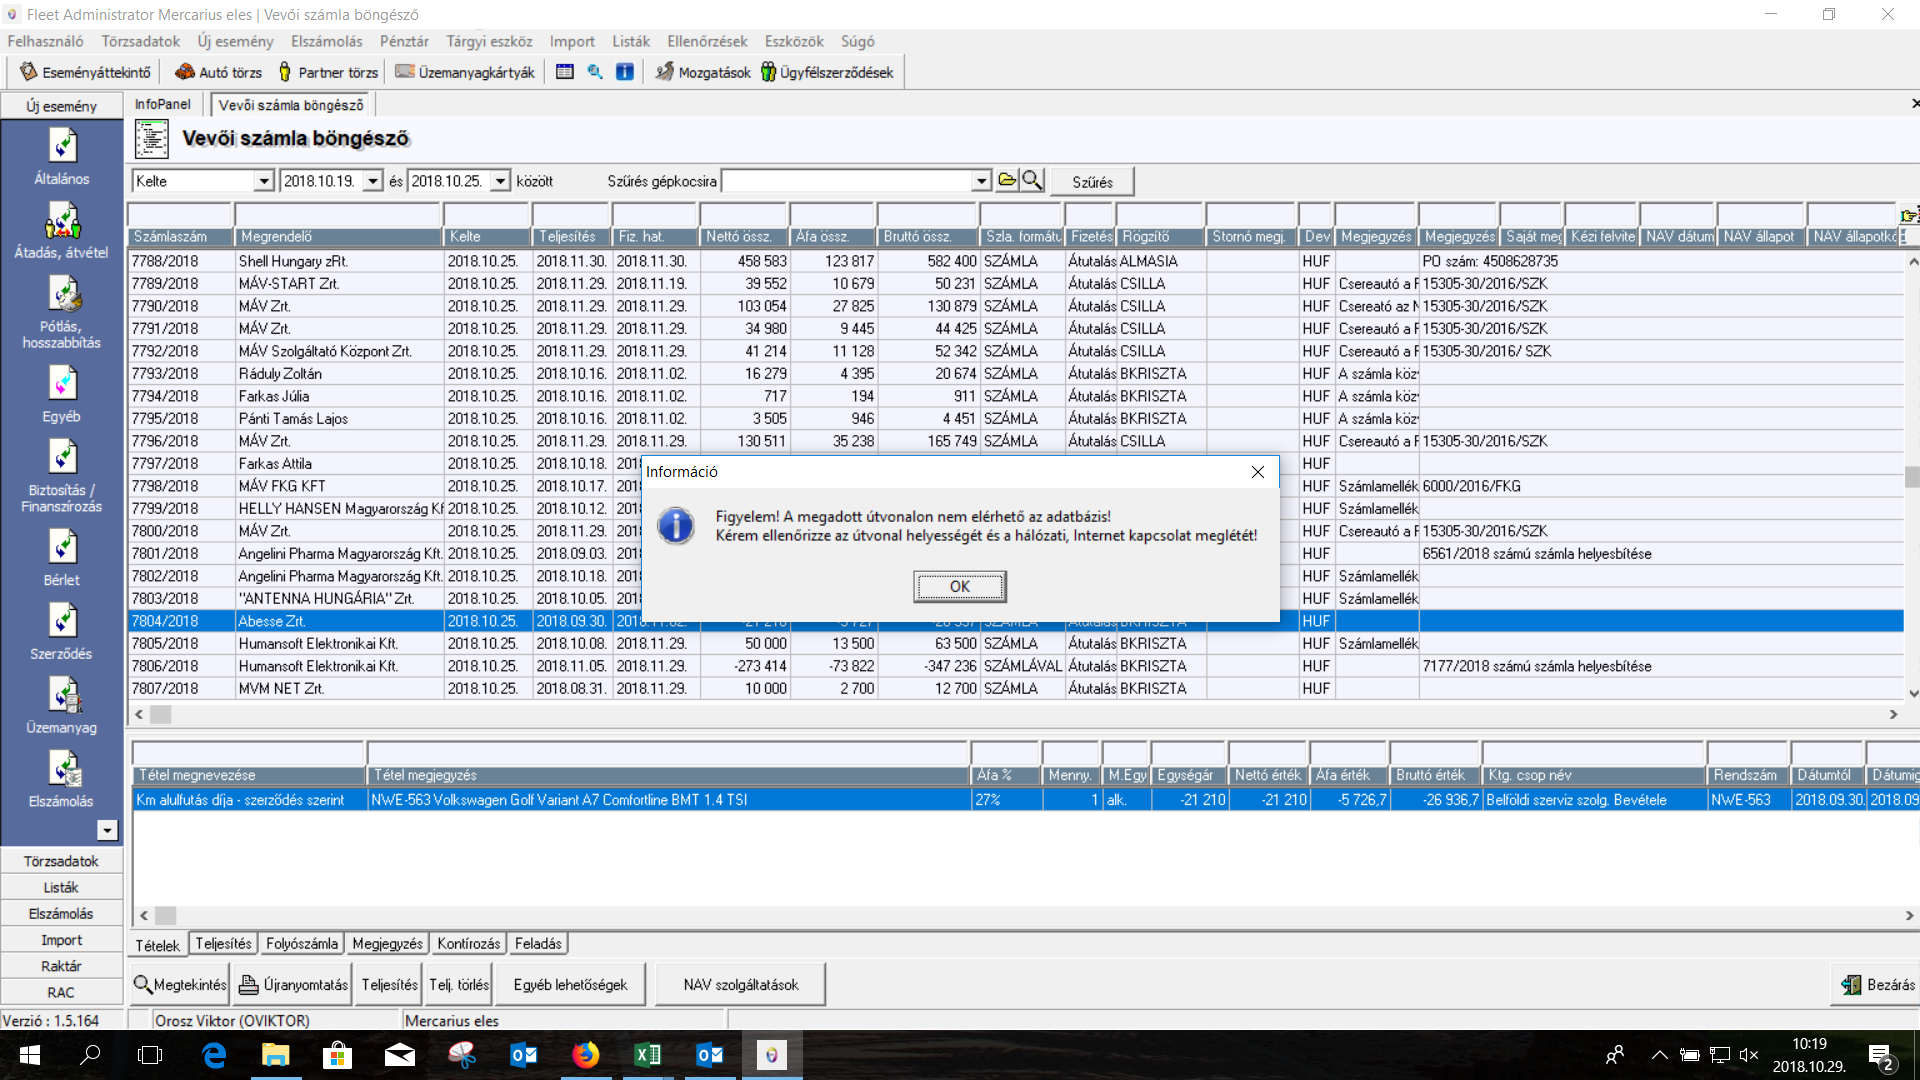 Fleet Administrator Mercarius eles | Vevői számla böngésző
Felhasználó Törzsadatok Új esemény Elszámolás Pénztár Tárgyi eszköz Import Listák Ellenőrzések Eszközök Súgó
Eseményáttekintő Autó törzs Partner törzs Üzemanyagkártyák Mozgatások Ügyfélszerződések
Új esemény InfoPanel Vevői számla böngésző
Vevői számla böngésző
Általános
Átadás, átvétel
Pótlás,
hosszabbítás
Egyéb
Biztosítás /
Finanszírozás
Bérlet
Szerződés
Üzemanyag
Elszámolás
Törzsadatok
Listák
Elszámolás
Import
Raktár
RAC
Kelte 2018.10.19. és 2018.10.25. között Szűrés gépkocsira Szűrés
Számlaszám Megrendelő Kelte Teljesítés Fiz. hat. Nettó össz. Áfa össz. Bruttó össz. Szla. formátu Fizetés Rögzítő Stornó megj. Dev Megjegyzés Megjegyzés Saját meg Kézi felvite NAV dátum NAV állapot NAV állapotkó
7788/2018 Shell Hungary zRt. 2018.10.25. 2018.11.30. 2018.11.30. 458 583 123 817 582 400 SZÁMLA Átutalás ALMASIA HUF PO szám: 4508628735
7789/2018 MÁV-START Zrt. 2018.10.25. 2018.11.29. 2018.11.19. 39 552 10 679 50 231 SZÁMLA Átutalás CSILLA HUF Csereautó a F 15305-30/2016/SZK
7790/2018 MÁV Zrt. 2018.10.25. 2018.11.29. 2018.11.29. 103 054 27 825 130 879 SZÁMLA Átutalás CSILLA HUF Csereató az M 15305-30/2016/SZK
7791/2018 MÁV Zrt. 2018.10.25. 2018.11.29. 2018.11.29. 34 980 9 445 44 425 SZÁMLA Átutalás CSILLA HUF Csereautó a F 15305-30/2016/SZK
7792/2018 MÁV Szolgáltató Központ Zrt. 2018.10.25. 2018.11.29. 2018.11.29. 41 214 11 128 52 342 SZÁMLA Átutalás CSILLA HUF Csereautó a F 15305-30/2016/ SZK
7793/2018 Ráduly Zoltán 2018.10.25. 2018.10.16. 2018.11.02. 16 279 4 395 20 674 SZÁMLA Átutalás BKRISZTA HUF A számla köz
7794/2018 Farkas Júlia 2018.10.25. 2018.10.16. 2018.11.02. 717 194 911 SZÁMLA Átutalás BKRISZTA HUF A számla köz
7795/2018 Pánti Tamás Lajos 2018.10.25. 2018.10.16. 2018.11.02. 3 505 946 4 451 SZÁMLA Átutalás BKRISZTA HUF A számla köz
7796/2018 MÁV Zrt. 2018.10.25. 2018.11.29. 2018.11.29. 130 511 35 238 165 749 SZÁMLA Átutalás CSILLA HUF Csereautó a F 15305-30/2016/SZK
7797/2018 Farkas Attila 2018.10.25. 2018.10.18. 201 HUF
7798/2018 MÁV FKG KFT 2018.10.25. 2018.10.17. 201 HUF Számlamellék 6000/2016/FKG
7799/2018 HELLY HANSEN Magyarország Kf 2018.10.25. 2018.10.12. 201 HUF Számlamellék
7800/2018 MÁV Zrt. 2018.10.25. 2018.11.29. 201 HUF Csereautó a F 15305-30/2016/SZK
7801/2018 Angelini Pharma Magyarország Kft. 2018.10.25. 2018.09.03. 201 HUF 6561/2018 számú számla helyesbítése
7802/2018 Angelini Pharma Magyarország Kft. 2018.10.25. 2018.10.18. 201 HUF Számlamellék
7803/2018 "ANTENNA HUNGÁRIA" Zrt. 2018.10.25. 2018.10.05. 201 HUF Számlamellék
7804/2018 Abesse Zrt. 2018.10.25. 2018.09.30. HUF
7805/2018 Humansoft Elektronikai Kft. 2018.10.25. 2018.10.08. 2018.11.29. 50 000 13 500 63 500 SZÁMLA Átutalás BKRISZTA HUF Számlamellék
7806/2018 Humansoft Elektronikai Kft. 2018.10.25. 2018.11.05. 2018.11.29. -273 414 -73 822 -347 236 SZÁMLÁVAL Átutalás BKRISZTA HUF 7177/2018 számú számla helyesbítése
7807/2018 MVM NET Zrt. 2018.10.25. 2018.08.31. 2018.11.29. 10 000 2 700 12 700 SZÁMLA Átutalás BKRISZTA HUF
Információ
Figyelem! A megadott útvonalon nem elérhető az adatbázis!
Kérem ellenőrizze az útvonal helyességét és a hálózati, Internet kapcsolat meglétét!
OK
Tétel megnevezése Tétel megjegyzés Áfa % Menny. M.Egy Egységár Nettó érték Áfa érték Bruttó érték Ktg. csop név Rendszám Dátumtól Dátumig
Km alulfutás díja - szerződés szerint NWE-563 Volkswagen Golf Variant A7 Comfortline BMT 1.4 TSI 27% 1 alk. -21 210 -21 210 -5 726,7 -26 936,7 Belföldi szerviz szolg. Bevétele NWE-563 2018.09.30. 2018.09
Tételek Teljesítés Folyószámla Megjegyzés Kontírozás Feladás
Megtekintés Újranyomtatás Teljesítés Telj. törlés Egyéb lehetőségek NAV szolgáltatások Bezárás
Verzió : 1.5.164 Orosz Viktor (OVIKTOR) Mercarius eles
10:19
2018.10.29.
2